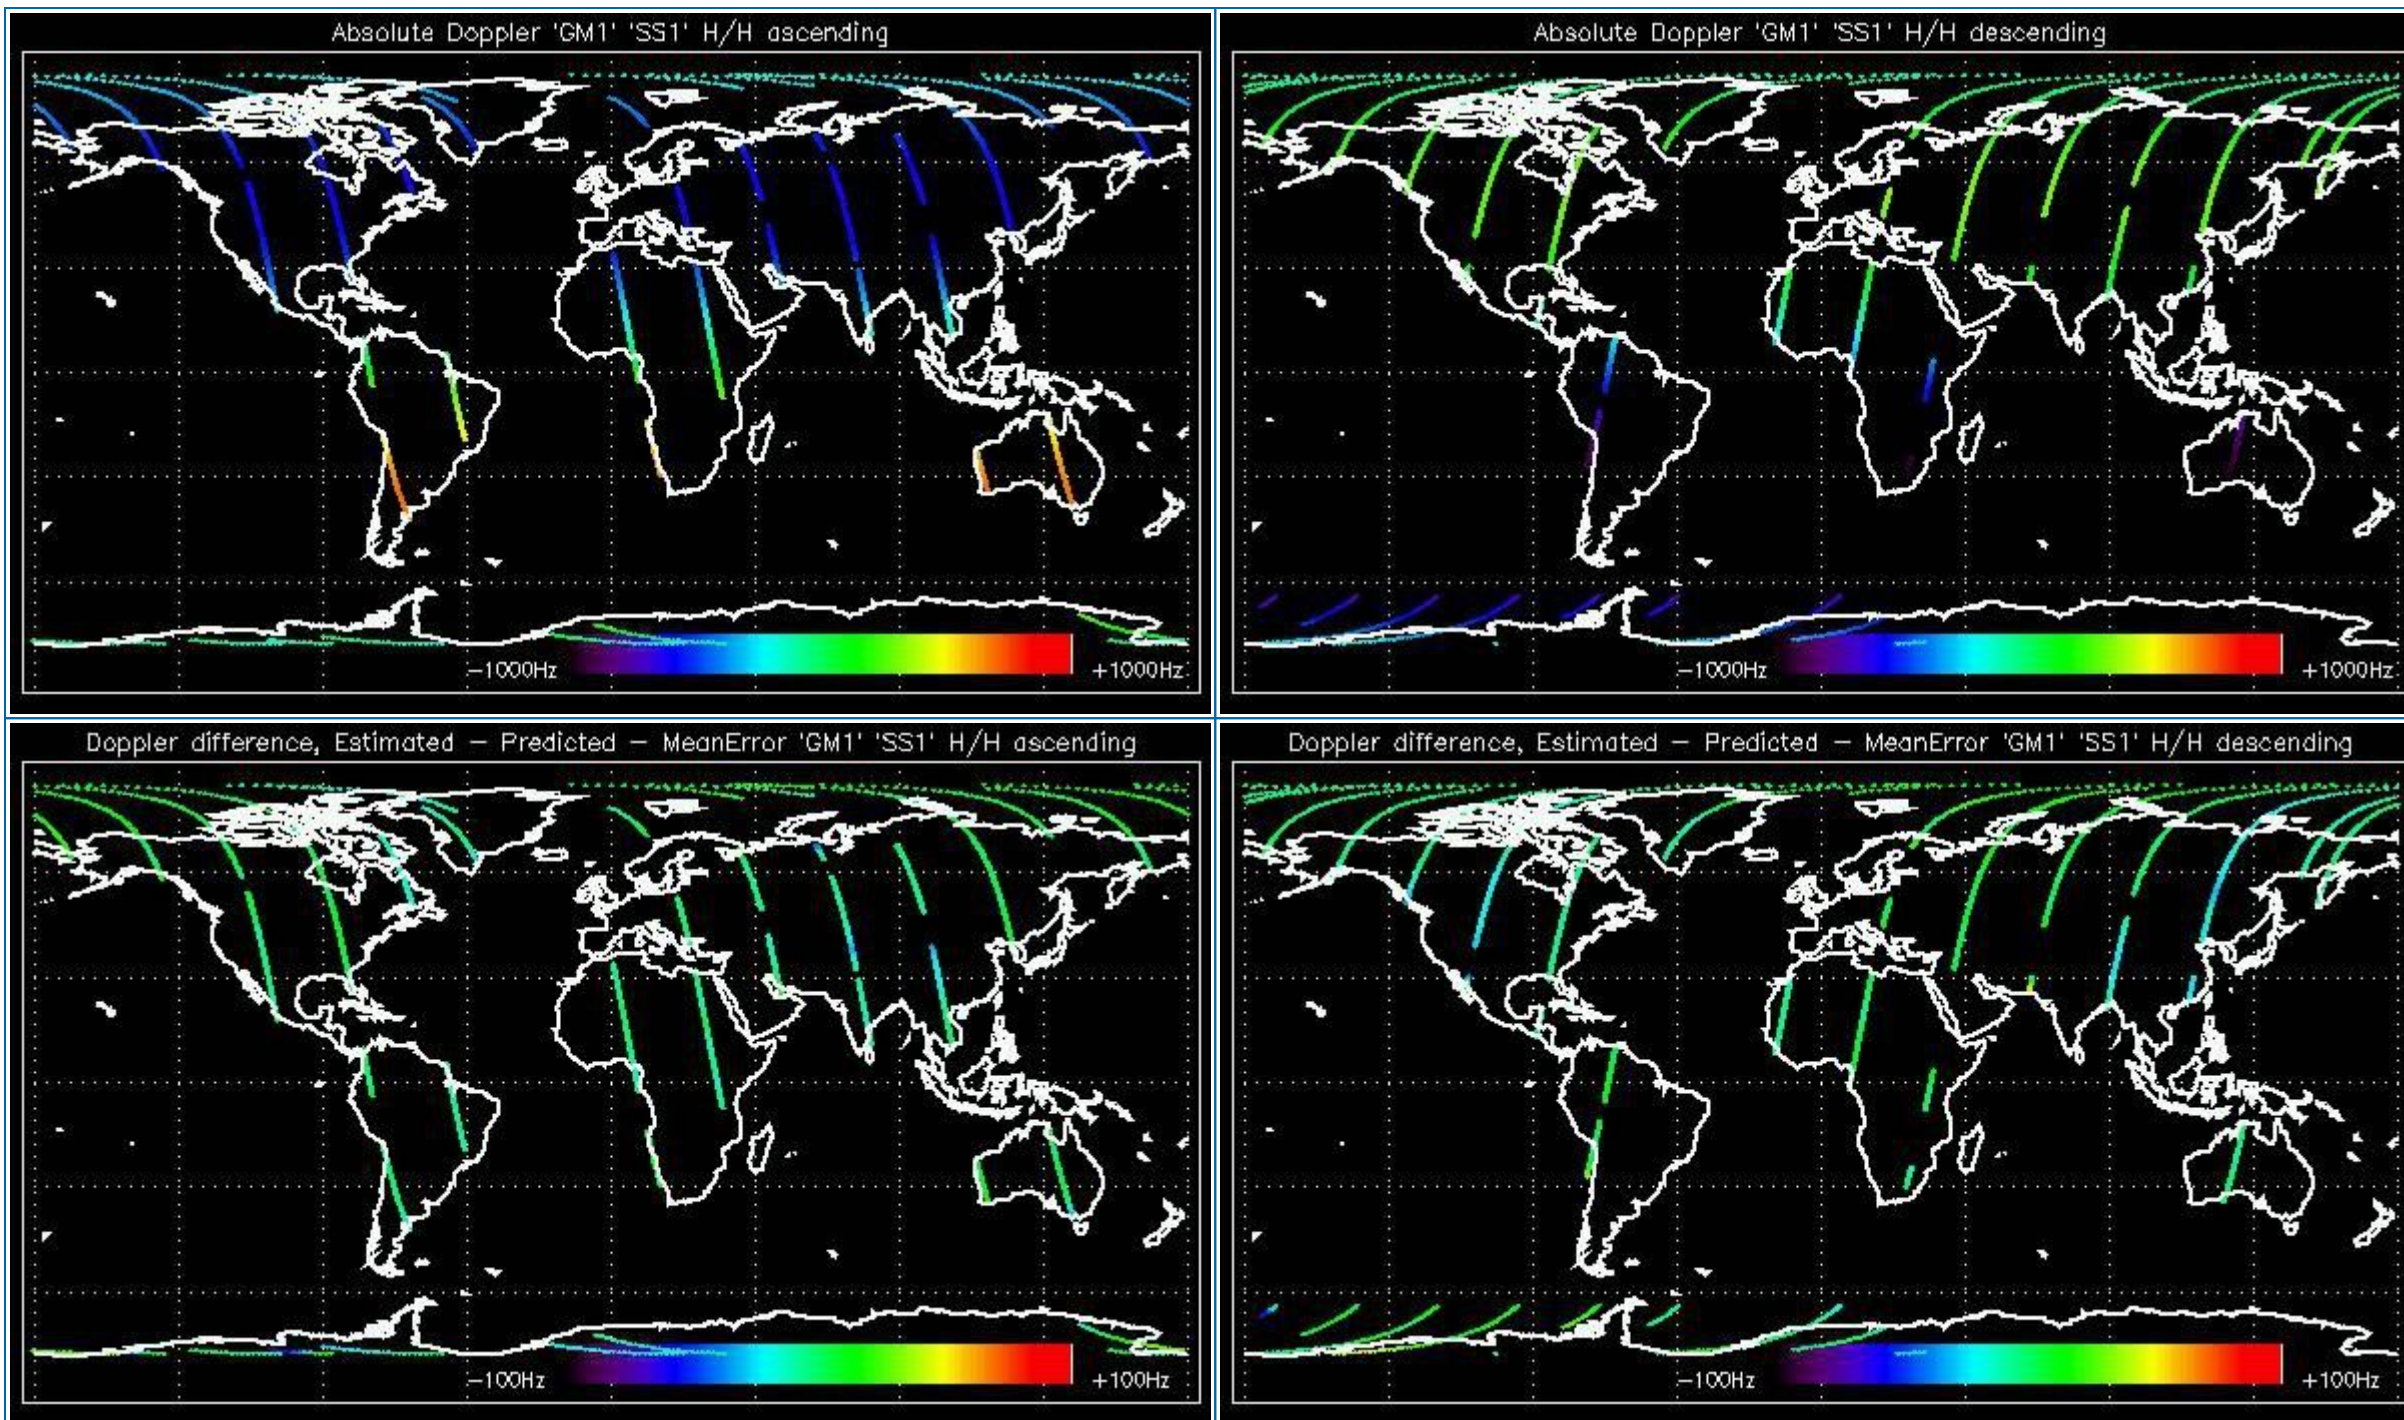 Absolute Doppler 'GM1' 'SS1' H/H ascending
-1000Hz
+1000Hz
Absolute Doppler 'GM1' 'SS1' H/H descending
-1000Hz
+1000Hz
Doppler difference, Estimated - Predicted - MeanError 'GM1' 'SS1' H/H ascending
-100Hz
+100Hz
Doppler difference, Estimated - Predicted - MeanError 'GM1' 'SS1' H/H descending
-100Hz
+100Hz